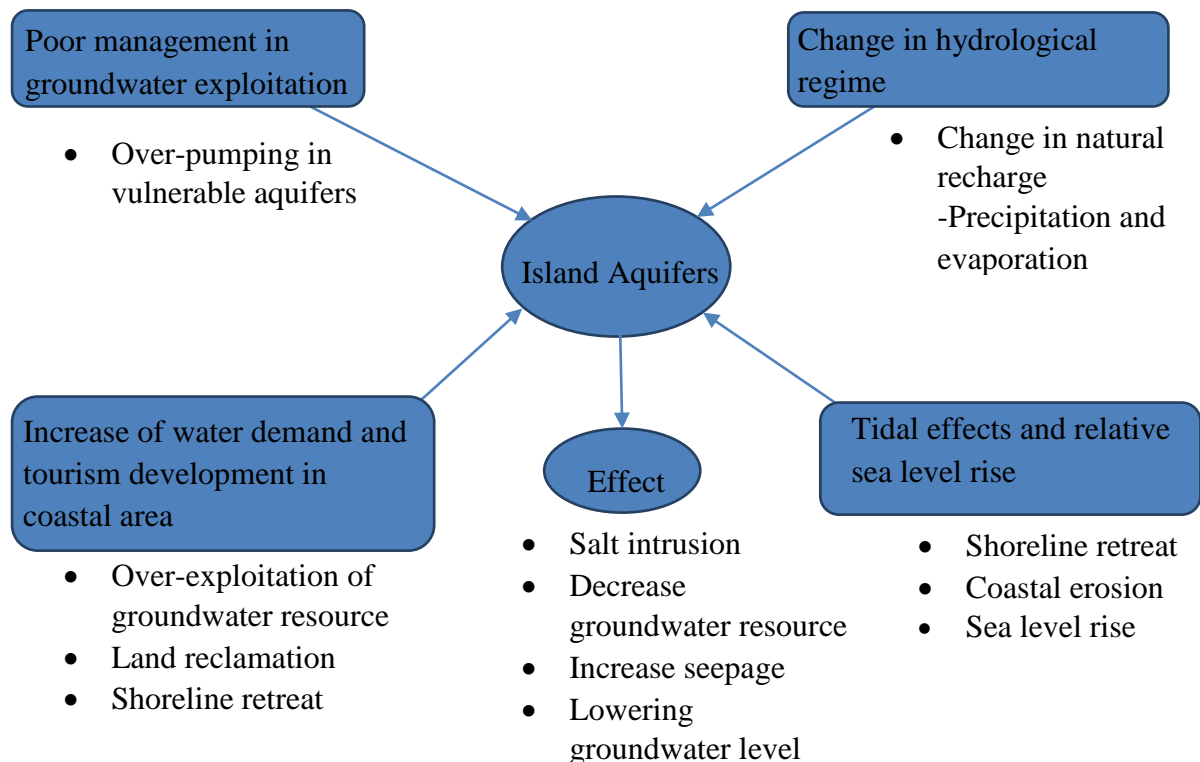 Poor management in
groundwater exploitation
• Over-pumping in
vulnerable aquifers
Change in hydrological
regime
• Change in natural
recharge
-Precipitation and
evaporation
Island Aquifers
Increase of water demand and
tourism development in
coastal area
• Over-exploitation of
groundwater resource
• Land reclamation
• Shoreline retreat
Effect
• Salt intrusion
• Decrease
groundwater resource
• Increase seepage
• Lowering
groundwater level
Tidal effects and relative
sea level rise
• Shoreline retreat
• Coastal erosion
• Sea level rise